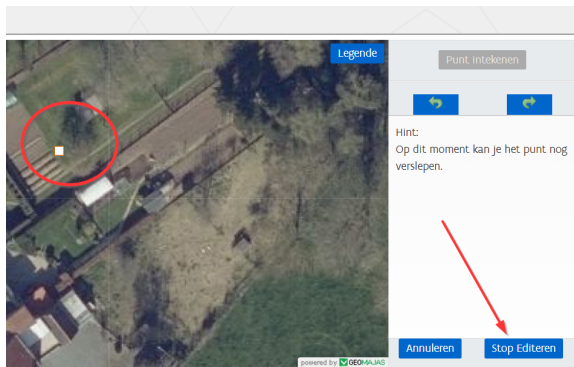 Legende
Punt Intekenen
Hint:
Op dit moment kan je het punt nog
verslepen.
Annuleren
Stop Editeren
powered by GEOMAJAS